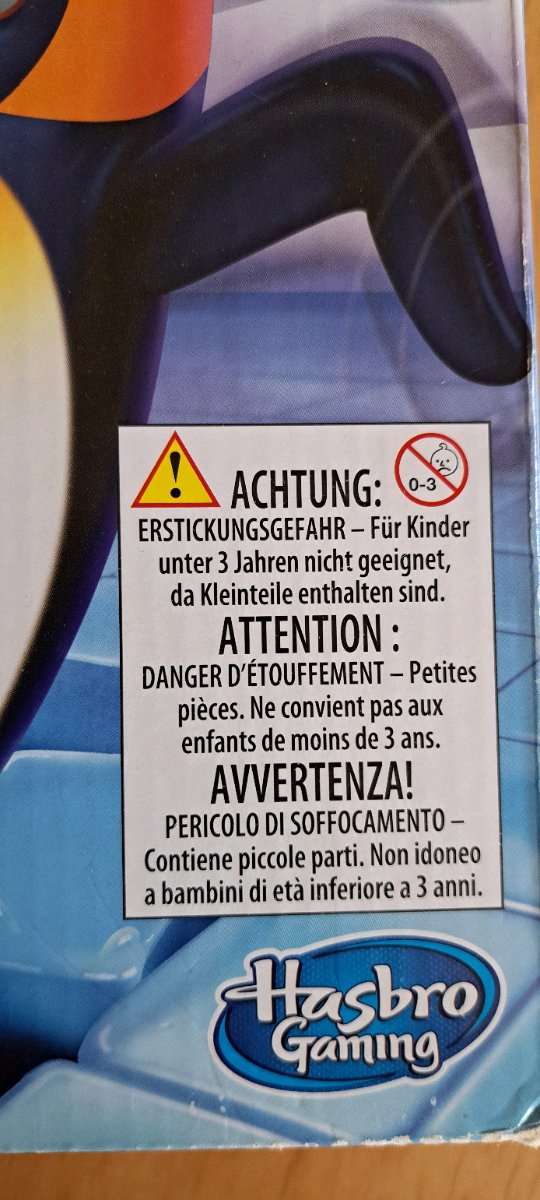 ACHTUNG:
0-3
ERSTICKUNGSGEFAHR – Für Kinder
unter 3 Jahren nicht geeignet,
da Kleinteile enthalten sind.
ATTENTION :
DANGER D'ÉTOUFFEMENT – Petites
pièces. Ne convient pas aux
enfants de moins de 3 ans.
AVVERTENZA!
PERICOLO DI SOFFOCAMENTO –
Contiene piccole parti. Non idoneo
a bambini di età inferiore a 3 anni.
Hasbro
Gaming